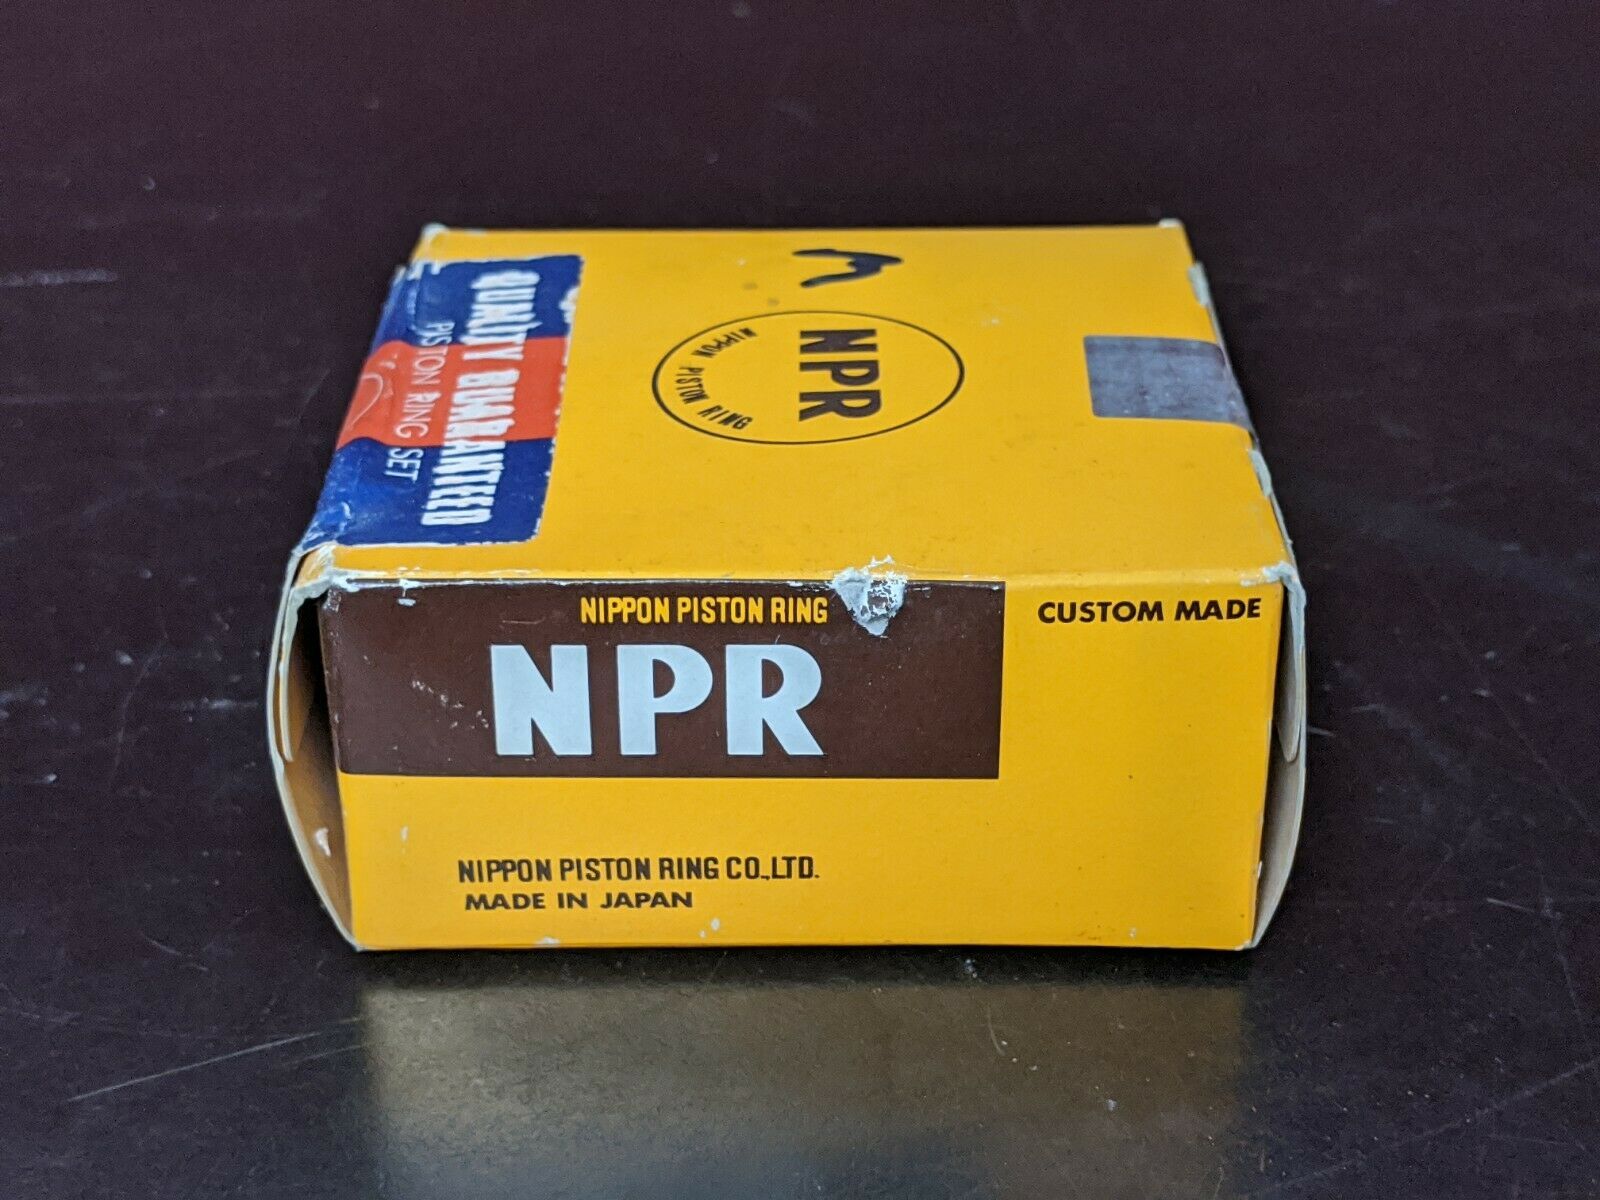 QUALITY GUARANTEED
PISTON RING SET
NPR
NIPPON PISTON RING
NIPPON PISTON RING
CUSTOM MADE
NPR
NIPPON PISTON RING CO.,LTD.
MADE IN JAPAN